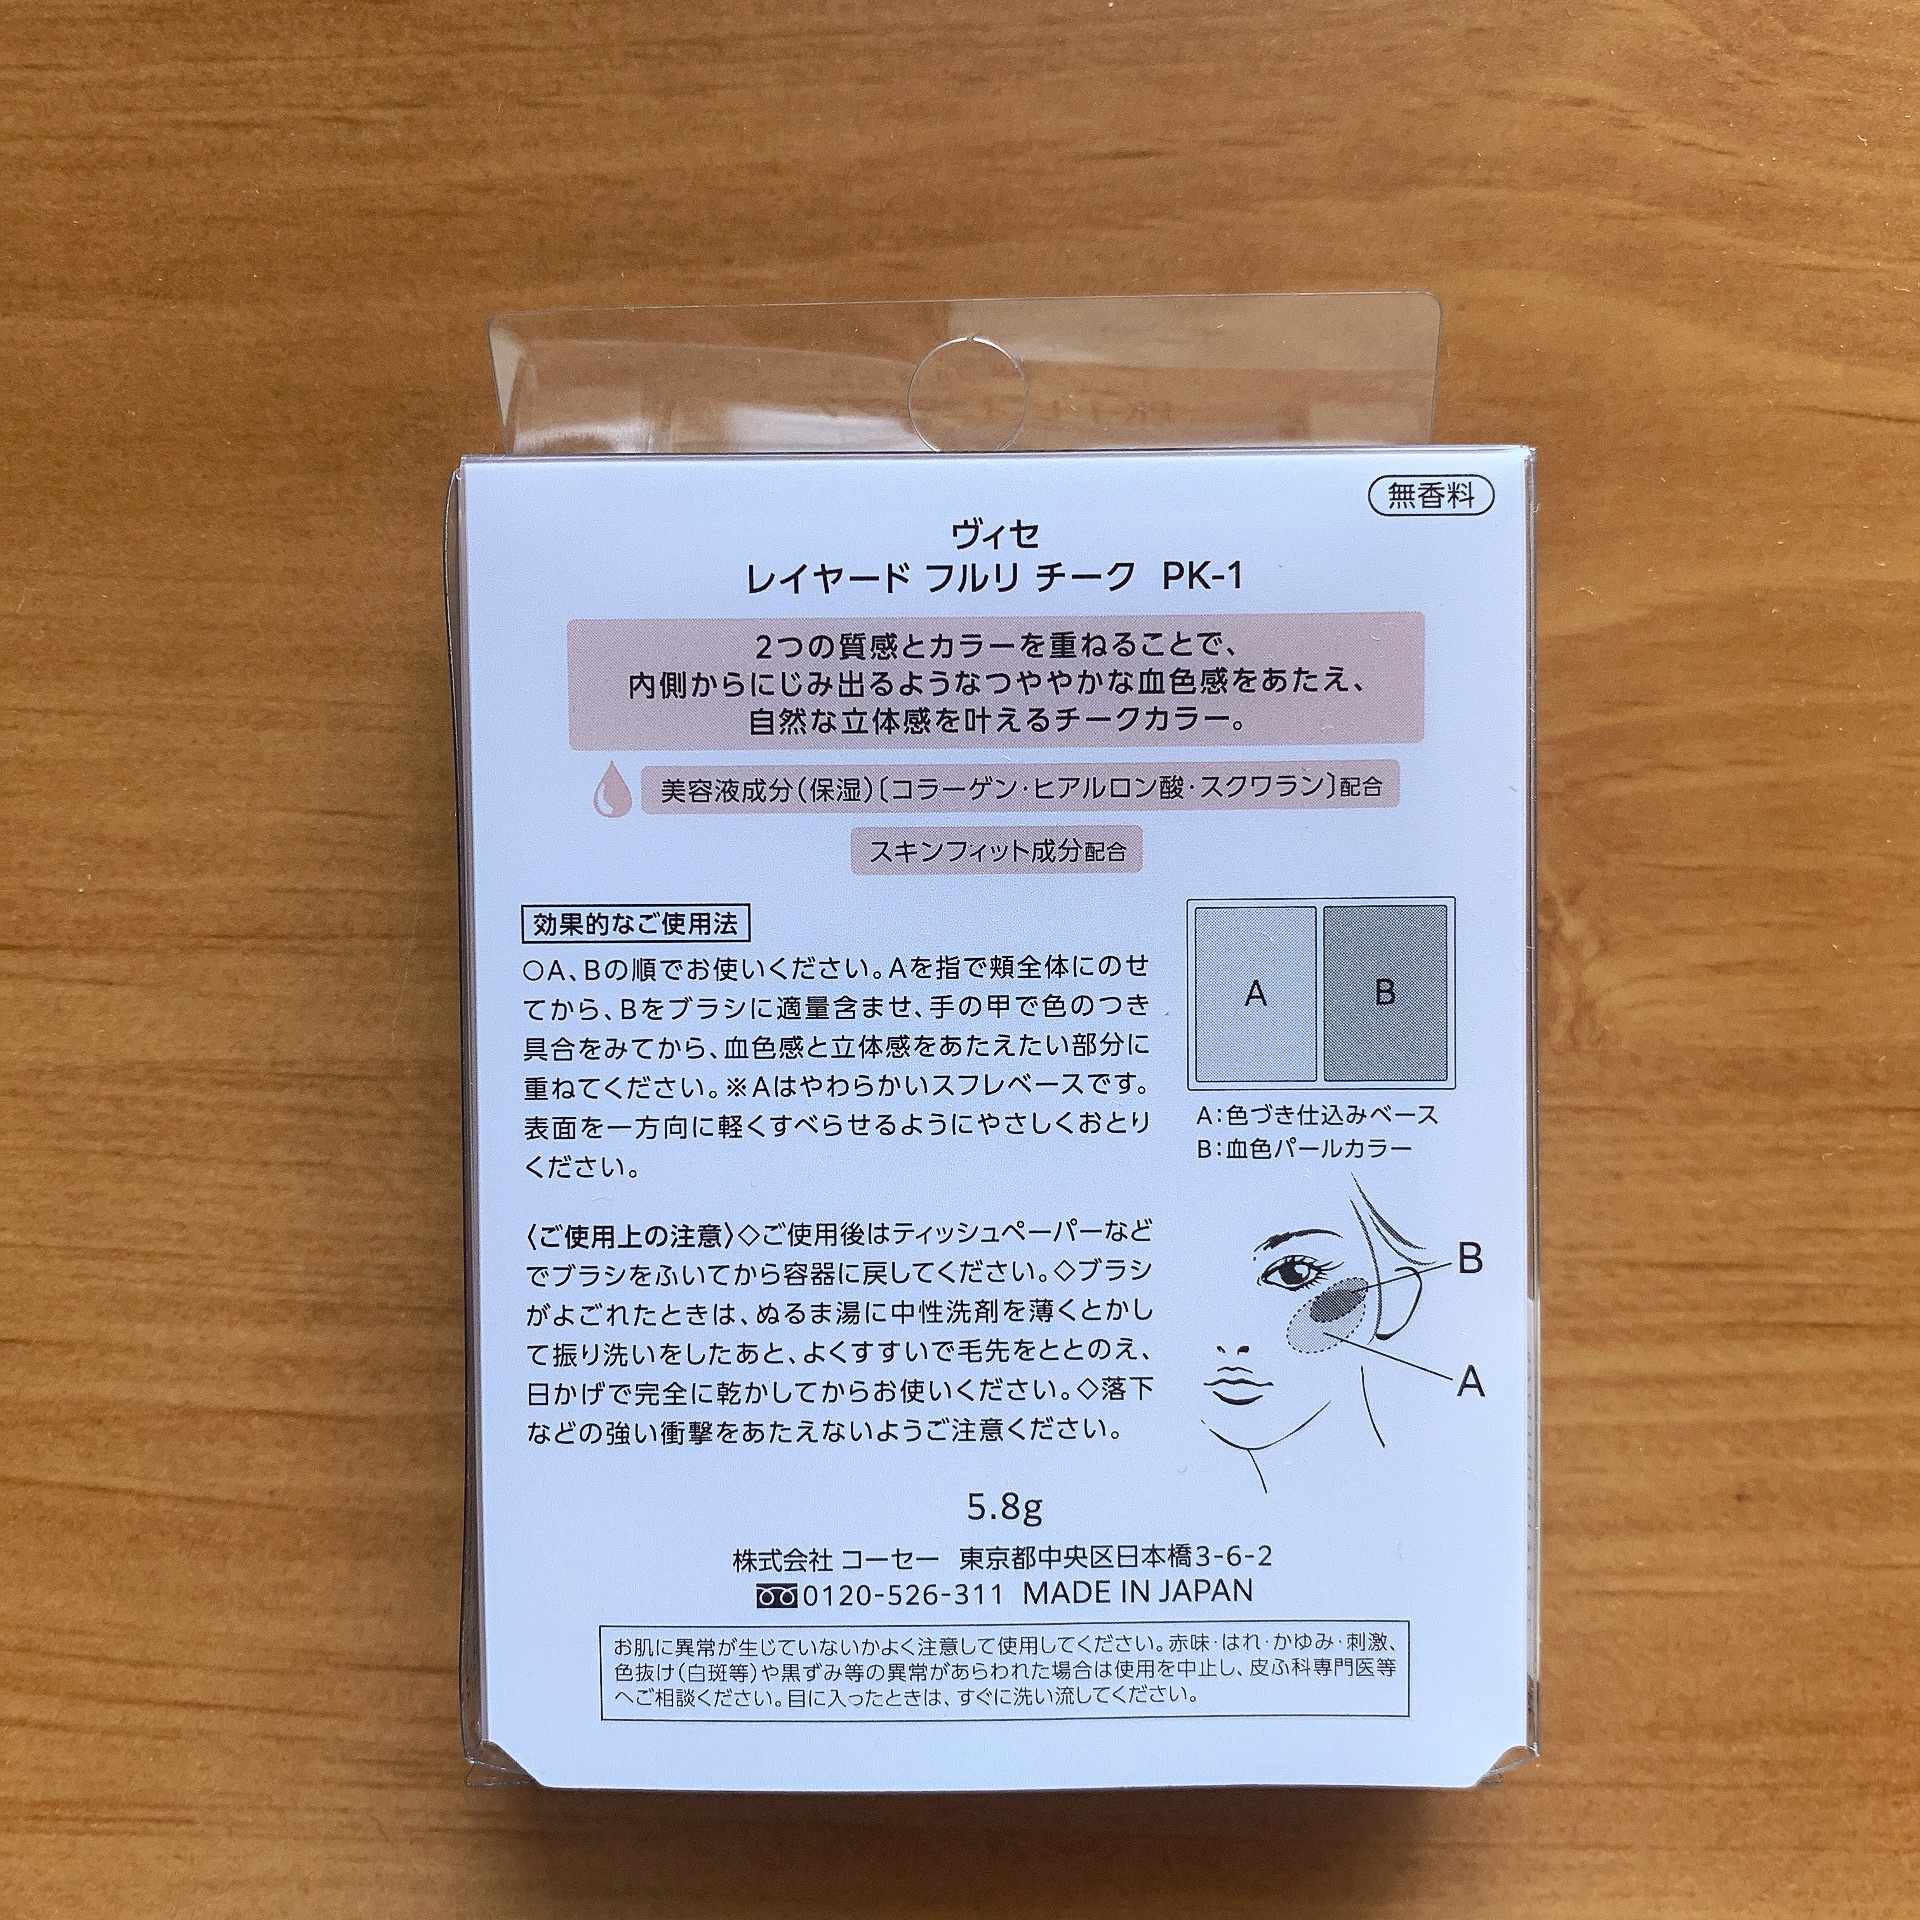 無香料
ヴィセ
レイヤード フルリ チーク PK-1
2つの質感とカラーを重ねることで、
内側からにじみ出るようなつややかな血色感をあたえ、
自然な立体感を叶えるチークカラー。
美容液成分(保湿)〔コラーゲン・ヒアルロン酸・スクワラン〕配合
スキンフィット成分配合
効果的なご使用法
○A、Bの順でお使いください。Aを指で頬全体にのせ
てから、Bをブラシに適量含ませ、手の甲で色のつき
具合をみてから、血色感と立体感をあたえたい部分に
重ねてください。※Aはやわらかいスフレベースです。
表面を一方向に軽くすべらせるようにやさしくおとり
ください。
A
B
A:色づき仕込みベース
B:血色パールカラー
〈ご使用上の注意〉◇ご使用後はティッシュペーパーなど
でブラシをふいてから容器に戻してください。◇ブラシ
がよごれたときは、ぬるま湯に中性洗剤を薄くとかし
て振り洗いをしたあと、よくすすいで毛先をととのえ、
日かげで完全に乾かしてからお使いください。◇落下
などの強い衝撃をあたえないようご注意ください。
B
A
5.8g
株式会社 コーセー 東京都中央区日本橋3-6-2
0120-526-311 MADE IN JAPAN
お肌に異常が生じていないかよく注意して使用してください。赤味・はれ・かゆみ・刺激、
色抜け(白斑等)や黒ずみ等の異常があらわれた場合は使用を中止し、皮ふ科専門医等
へご相談ください。目に入ったときは、すぐに洗い流してください。